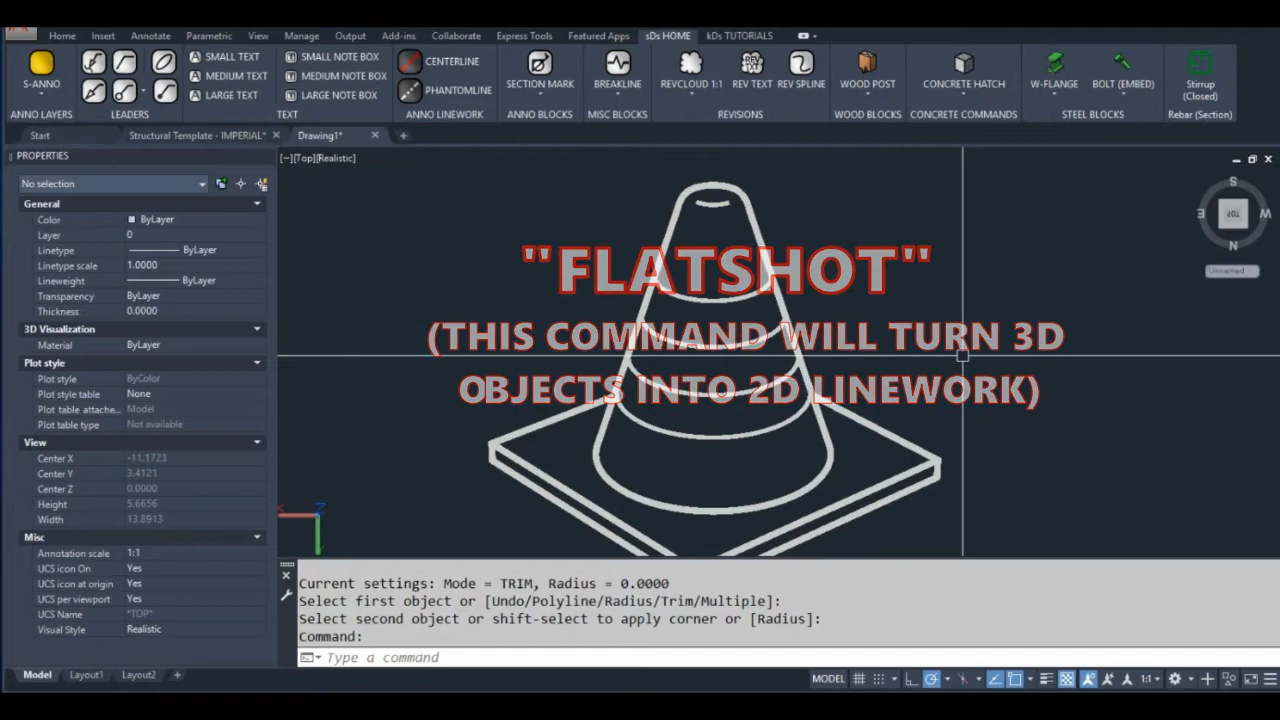 Home Insert Annotate Parametric View Manage Output Add-ins Collaborate Express Tools Featured Apps sDs HOME kDs TUTORIALS
SMALL TEXT SMALL NOTE BOX CENTERLINE
S-ANNO MEDIUM TEXT MEDIUM NOTE BOX SECTION MARK BREAKLINE REVCLOUD 1:1 REV TEXT REV SPLINE WOOD POST CONCRETE HATCH W-FLANGE BOLT (EMBED) Stirrup (Closed)
LARGE TEXT LARGE NOTE BOX PHANTOMLINE
ANNO LAYERS LEADERS TEXT ANNO LINEWORK ANNO BLOCKS MISC BLOCKS REVISIONS WOOD BLOCKS CONCRETE COMMANDS STEEL BLOCKS Rebar (Section)
Start Structural Template - IMPERIAL* Drawing1*
PROPERTIES
[−][Top][Realistic]
No selection
General
Color ByLayer
Layer 0
Linetype ByLayer
Linetype scale 1.0000
Lineweight ByLayer
Transparency ByLayer
Thickness 0.0000
3D Visualization
Material ByLayer
Plot style
Plot style ByColor
Plot style table None
Plot table attache... Model
Plot table type Not available
View
Center X -11.1723
Center Y 3.4121
Center Z 0.0000
Height 5.6656
Width 13.8913
Misc
Annotation scale 1:1
UCS icon On Yes
UCS icon at origin Yes
UCS per viewport Yes
UCS Name *TOP*
Visual Style Realistic
"FLATSHOT"
(THIS COMMAND WILL TURN 3D
OBJECTS INTO 2D LINEWORK)
S
E TOP W
N
Unnamed
X Z
Current settings: Mode = TRIM, Radius = 0.0000
Select first object or [Undo/Polyline/Radius/Trim/Multiple]:
Select second object or shift-select to apply corner or [Radius]:
Command:
Type a command
Model Layout1 Layout2 + MODEL 1:1